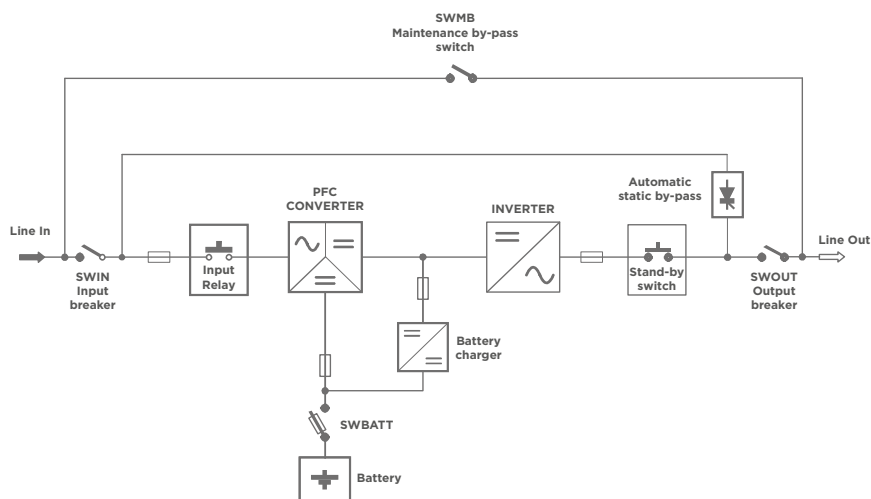 SWMB
Maintenance by-pass
switch
Automatic
static by-pass
PFC
CONVERTER
INVERTER
Line In
Line Out
SWIN
Input
breaker
Input
Relay
Stand-by
switch
SWOUT
Output
breaker
Battery
charger
SWBATT
Battery